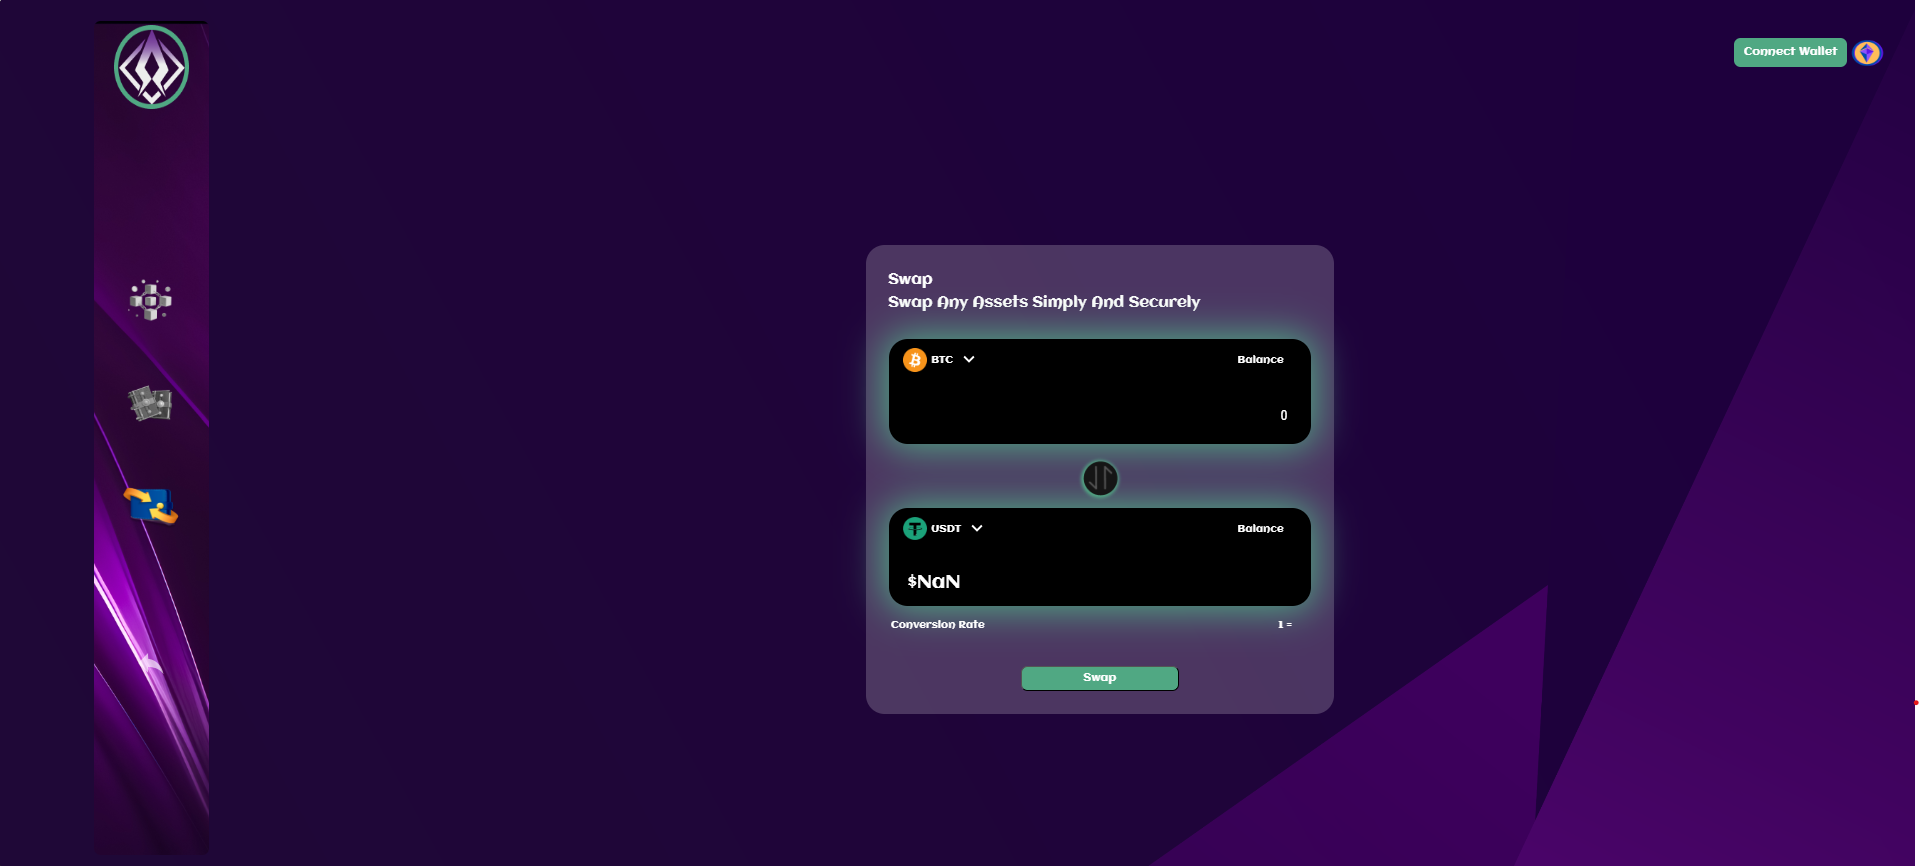 Connect Wallet
Swap
Swap Any Assets Simply And Securely
BTC
Balance
0
USDT
Balance
$NaN
Conversion Rate
1 =
Swap